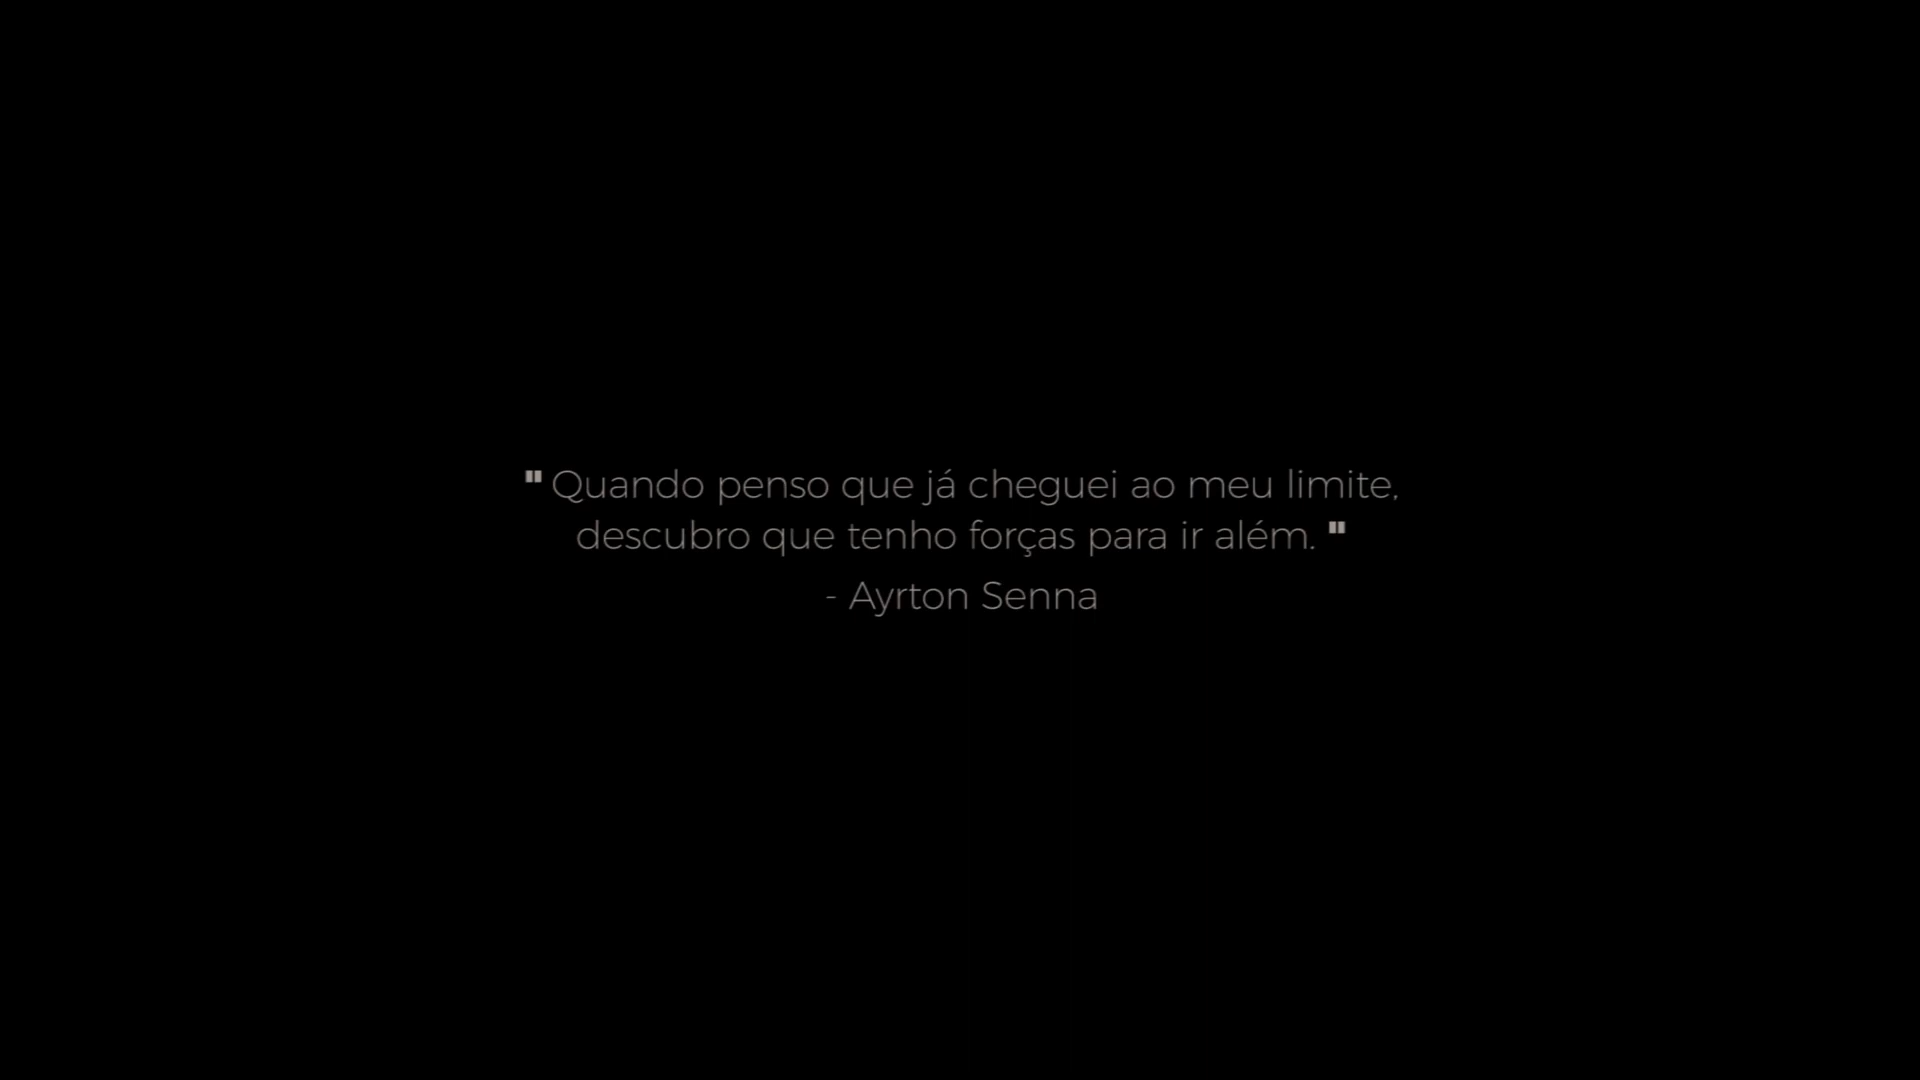 " Quando penso que já cheguei ao meu limite,
descubro que tenho forças para ir além. "
- Ayrton Senna